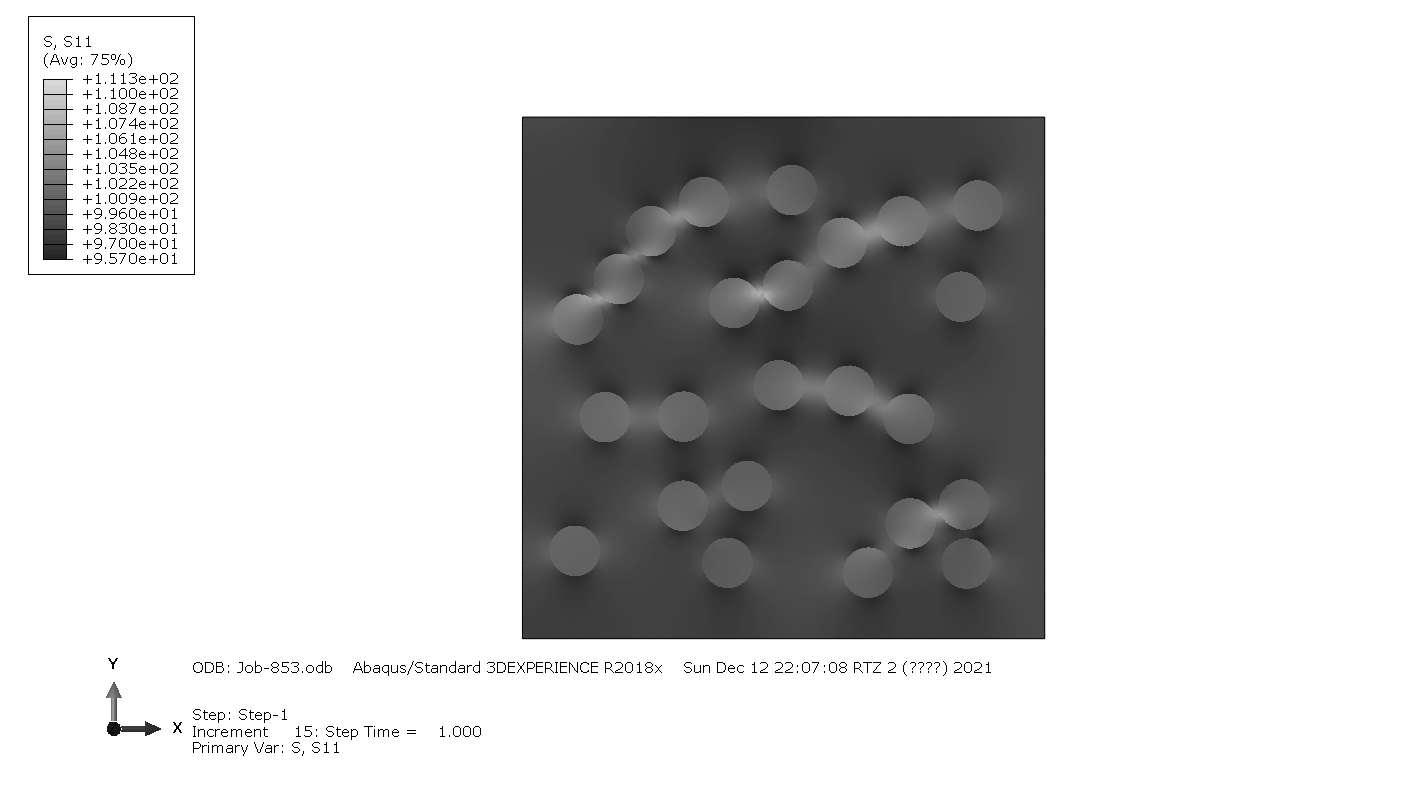 S, S11
(Avg: 75%)
+1.113e+02
+1.100e+02
+1.087e+02
+1.074e+02
+1.061e+02
+1.048e+02
+1.035e+02
+1.022e+02
+1.009e+02
+9.960e+01
+9.830e+01
+9.700e+01
+9.570e+01
Y
X
ODB: Job-853.odb Abaqus/Standard 3DEXPERIENCE R2018x Sun Dec 12 22:07:08 RTZ 2 (????) 2021
Step: Step-1
Increment 15: Step Time = 1.000
Primary Var: S, S11